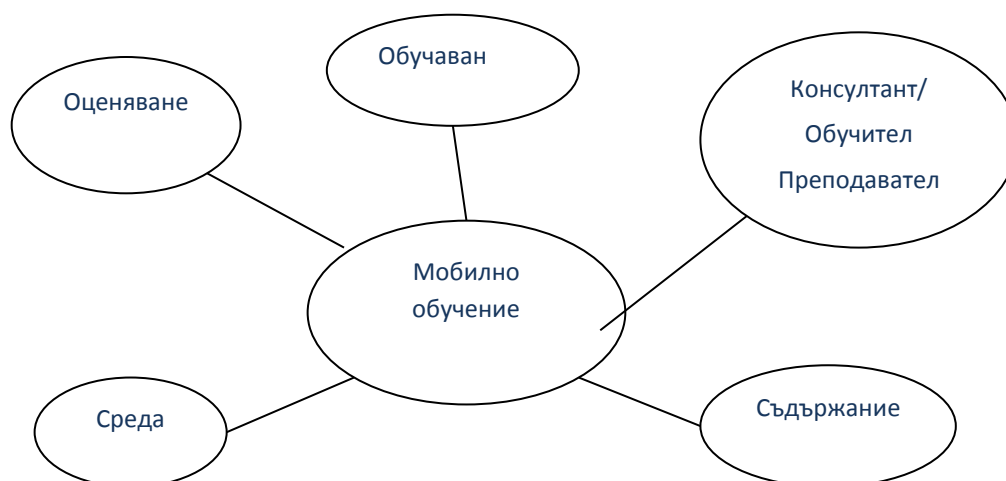 Обучаван
Оценяване
Консултант/
Обучител
Преподавател
Мобилно
обучение
Среда
Съдържание